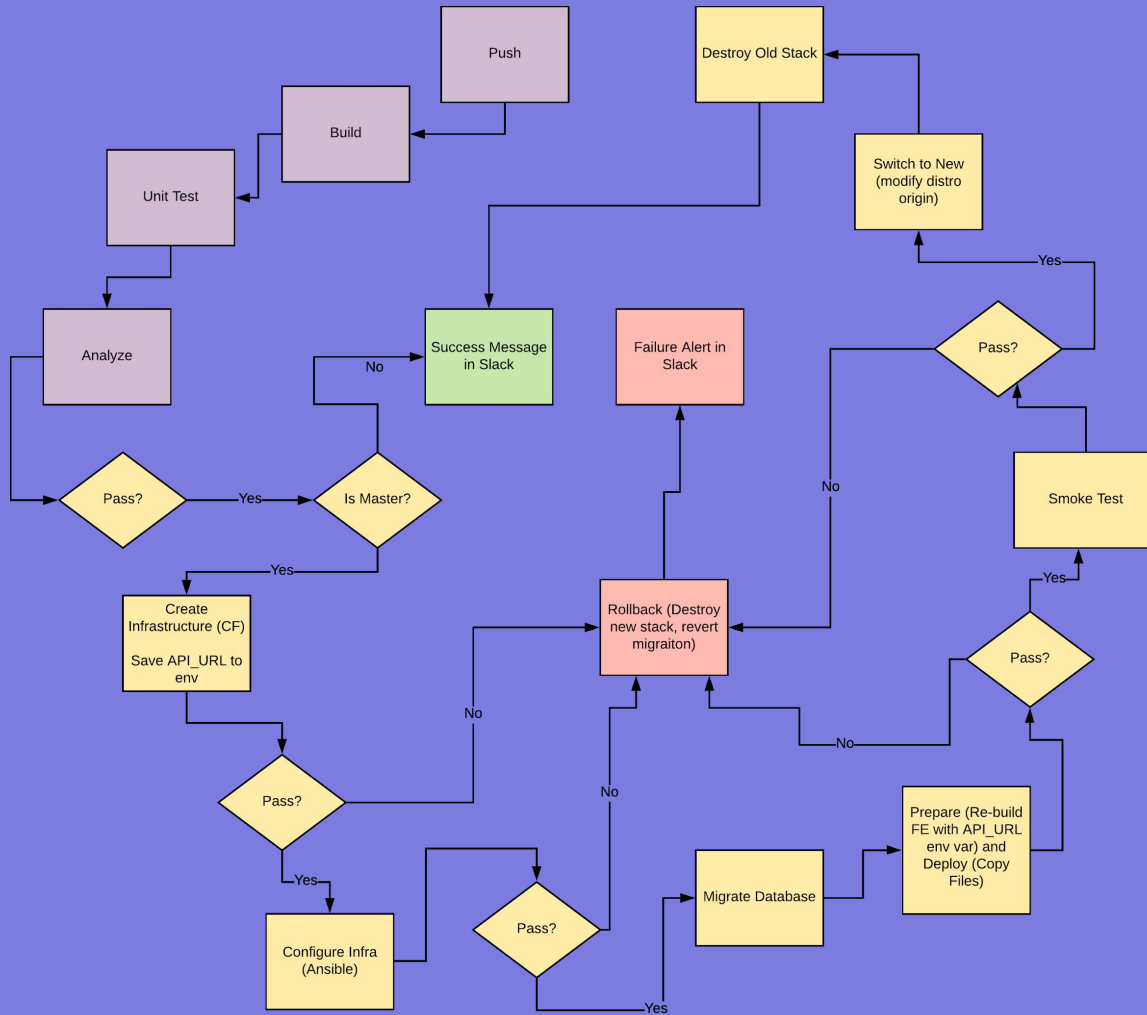 Push
Destroy Old Stack
Build
Switch to New
(modify distro
origin)
Unit Test
Yes
Analyze
Success Message
in Slack
No
Failure Alert in
Slack
Pass?
Pass?
Yes
Is Master?
No
Smoke Test
Yes
Yes
Create
Infrastructure (CF)
Save API_URL to
env
Rollback (Destroy
new stack, revert
migraiton)
Pass?
No
No
No
Pass?
Prepare (Re-build
FE with API_URL
env var) and
Deploy (Copy
Files)
Yes
Migrate Database
Pass?
Configure Infra
(Ansible)
Yes